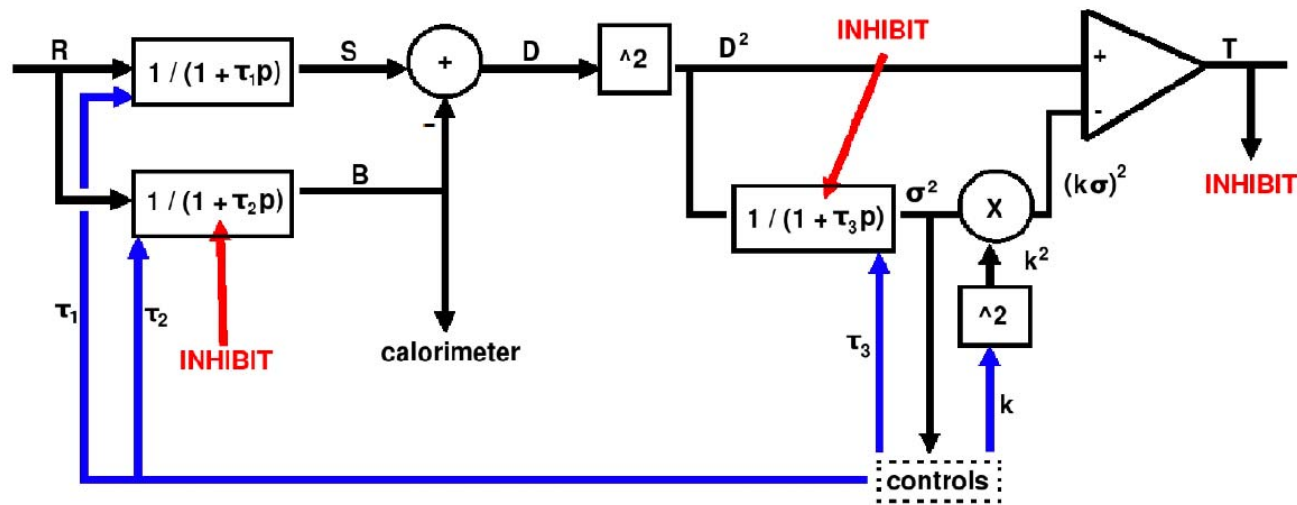 R
1 / (1 + τ₁p)
S
+
D
^2
D²
INHIBIT
+
-
T
INHIBIT
−
1 / (1 + τ₂p)
B
1 / (1 + τ₃p)
σ²
X
(kσ)²
k²
^2
τ₁
τ₂
INHIBIT
calorimeter
τ₃
k
controls